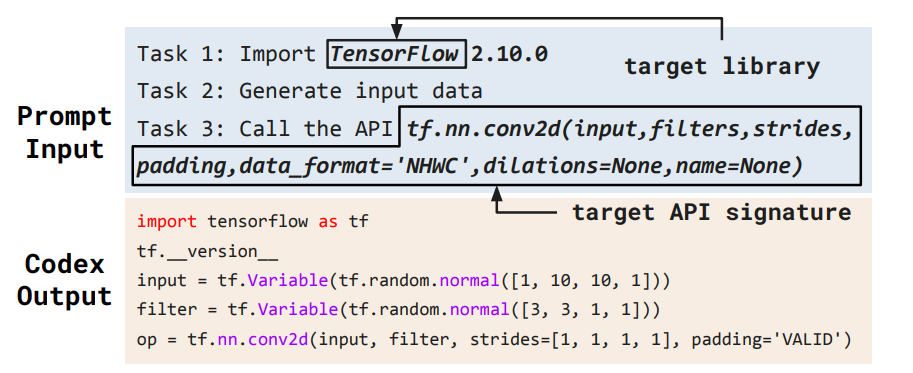 Task 1: Import TensorFlow 2.10.0
target library
Task 2: Generate input data
Prompt Input
Task 3: Call the API tf.nn.conv2d(input,filters,strides,
padding,data_format='NHWC',dilations=None,name=None)
target API signature
Codex Output
import tensorflow as tf
tf.__version__
input = tf.Variable(tf.random.normal([1, 10, 10, 1]))
filter = tf.Variable(tf.random.normal([3, 3, 1, 1]))
op = tf.nn.conv2d(input, filter, strides=[1, 1, 1, 1], padding='VALID')